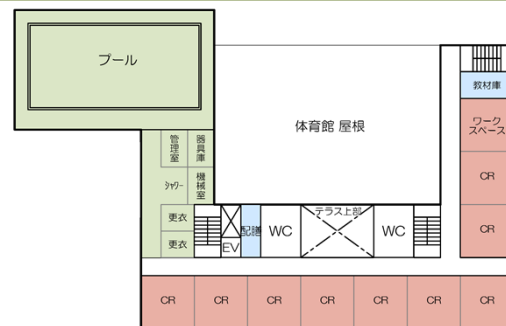 プール
体育館 屋根
教材庫
ワーク
スペース
管理室
器具庫
CR
シャワー
機械室
更衣
配膳
WC
テラス上部
WC
CR
更衣
EV
CR
CR
CR
CR
CR
CR
CR